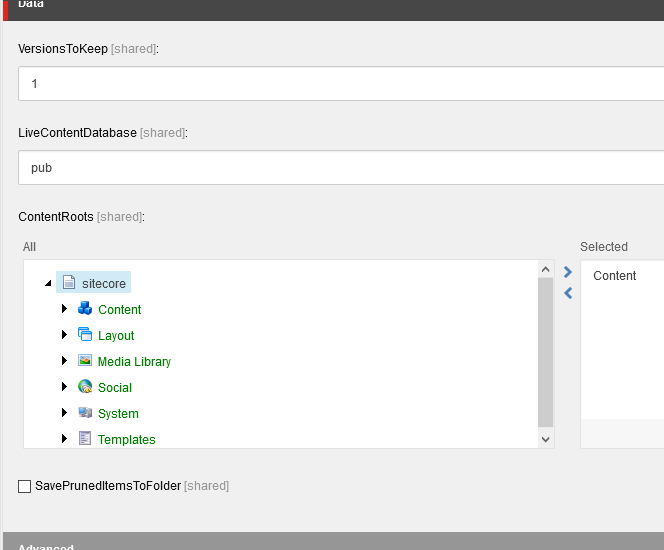 Data
VersionsToKeep [shared]:
1
LiveContentDatabase [shared]:
pub
ContentRoots [shared]:
All
Selected
sitecore
Content
Content
Layout
Media Library
Social
System
Templates
SavePrunedItemsToFolder [shared]
Advanced